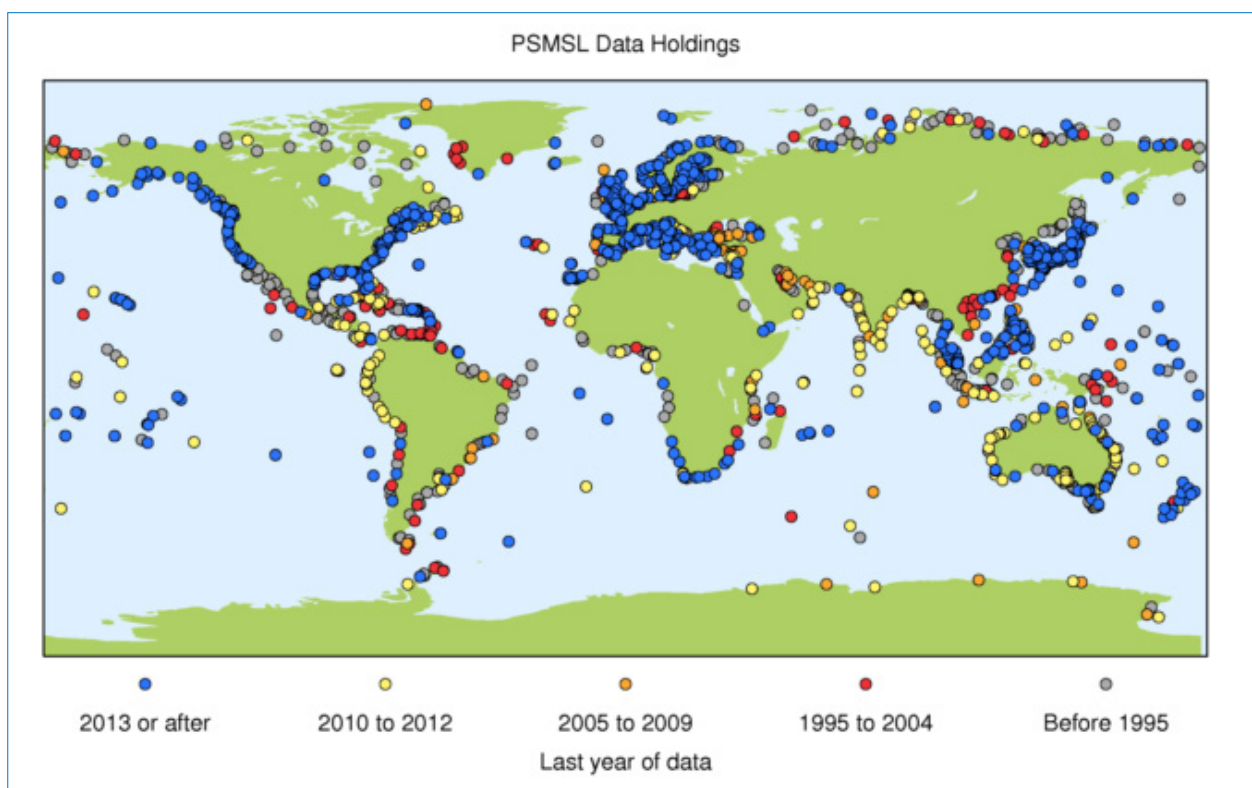 PSMSL Data Holdings
2013 or after
2010 to 2012
2005 to 2009
1995 to 2004
Before 1995
Last year of data